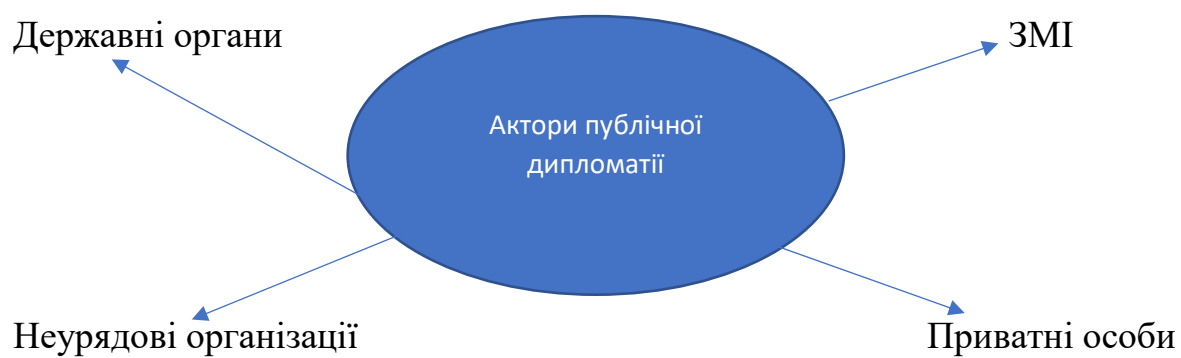 Державні органи
ЗМІ
Актори публічної
дипломатії
Неурядові організації
Приватні особи